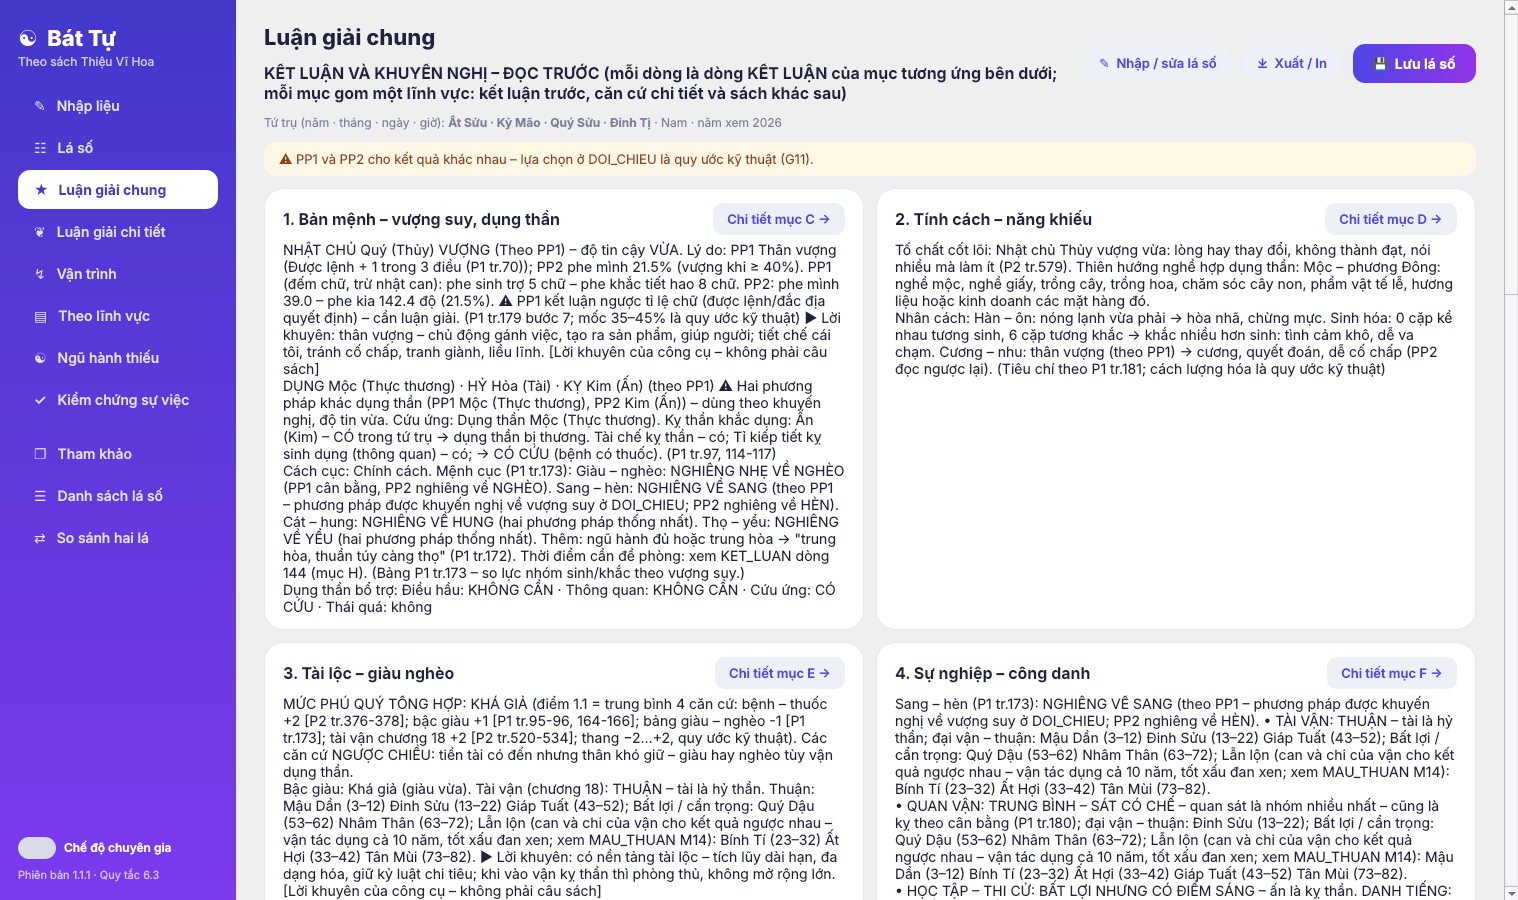 ☯ Bát Tự
Theo sách Thiệu Vĩ Hoa
✎ Nhập liệu
☷ Lá số
★ Luận giải chung
❦ Luận giải chi tiết
↯ Vận trình
▤ Theo lĩnh vực
☯ Ngũ hành thiếu
✓ Kiểm chứng sự việc
❐ Tham khảo
☰ Danh sách lá số
⇄ So sánh hai lá
Chế độ chuyên gia
Phiên bản 1.1.1 · Quy tắc 6.3
Luận giải chung
KẾT LUẬN VÀ KHUYẾN NGHỊ – ĐỌC TRƯỚC (mỗi dòng là dòng KẾT LUẬN của mục tương ứng bên dưới;
mỗi mục gom một lĩnh vực: kết luận trước, căn cứ chi tiết và sách khác sau)
✎ Nhập / sửa lá số
⤓ Xuất / In
💾 Lưu lá số
Tứ trụ (năm · tháng · ngày · giờ): Ất Sửu · Kỷ Mão · Quý Sửu · Đinh Tị · Nam · năm xem 2026
⚠ PP1 và PP2 cho kết quả khác nhau – lựa chọn ở DOI_CHIEU là quy ước kỹ thuật (G11).
1. Bản mệnh – vượng suy, dụng thần
Chi tiết mục C →
NHẬT CHỦ Quý (Thủy) VƯỢNG (Theo PP1) – độ tin cậy VỪA. Lý do: PP1 Thân vượng
(Được lệnh + 1 trong 3 điều (P1 tr.70)); PP2 phe mình 21.5% (vượng khi ≥ 40%). PP1
(đếm chữ, trừ nhật can): phe sinh trợ 5 chữ – phe khắc tiết hao 8 chữ. PP2: phe mình
39.0 – phe kia 142.4 độ (21.5%). ⚠ PP1 kết luận ngược tỉ lệ chữ (được lệnh/đắc địa
quyết định) – cần luận giải. (P1 tr.179 bước 7; mốc 35–45% là quy ước kỹ thuật) ▶ Lời
khuyên: thân vượng – chủ động gánh việc, tạo ra sản phẩm, giúp người; tiết chế cái
tôi, tránh cố chấp, tranh giành, liều lĩnh. [Lời khuyên của công cụ – không phải câu
sách]
DỤNG Mộc (Thực thương) · HỶ Hỏa (Tài) · KỴ Kim (Ấn) (theo PP1) ⚠ Hai phương
pháp khác dụng thần (PP1 Mộc (Thực thương), PP2 Kim (Ấn)) – dùng theo khuyến
nghị, độ tin vừa. Cứu ứng: Dụng thần Mộc (Thực thương). Kỵ thần khắc dụng: Ấn
(Kim) – CÓ trong tứ trụ → dụng thần bị thương. Tài chế kỵ thần – có; Tỉ kiếp tiết kỵ
sinh dụng (thông quan) – có; → CÓ CỨU (bệnh có thuốc). (P1 tr.97, 114-117)
Cách cục: Chính cách. Mệnh cục (P1 tr.173): Giàu – nghèo: NGHIÊNG NHẸ VỀ NGHÈO
(PP1 cân bằng, PP2 nghiêng về NGHÈO). Sang – hèn: NGHIÊNG VỀ SANG (theo PP1
– phương pháp được khuyến nghị về vượng suy ở DOI_CHIEU; PP2 nghiêng về HÈN).
Cát – hung: NGHIÊNG VỀ HUNG (hai phương pháp thống nhất). Thọ – yểu: NGHIÊNG
VỀ YỂU (hai phương pháp thống nhất). Thêm: ngũ hành đủ hoặc trung hòa → "trung
hòa, thuần túy càng thọ" (P1 tr.172). Thời điểm cần đề phòng: xem KET_LUAN dòng
144 (mục H). (Bảng P1 tr.173 – so lực nhóm sinh/khắc theo vượng suy.)
Dụng thần bổ trợ: Điều hầu: KHÔNG CẦN · Thông quan: KHÔNG CẦN · Cứu ứng: CÓ
CỨU · Thái quá: không
2. Tính cách – năng khiếu
Chi tiết mục D →
Tố chất cốt lõi: Nhật chủ Thủy vượng vừa: lòng hay thay đổi, không thành đạt, nói
nhiều mà làm ít (P2 tr.579). Thiên hướng nghề hợp dụng thần: Mộc – phương Đông:
nghề mộc, nghề giấy, trồng cây, trồng hoa, chăm sóc cây non, phẩm vật tế lễ, hương
liệu hoặc kinh doanh các mặt hàng đó.
Nhân cách: Hàn – ôn: nóng lạnh vừa phải → hòa nhã, chừng mực. Sinh hóa: 0 cặp kề
nhau tương sinh, 6 cặp tương khắc → khắc nhiều hơn sinh: tình cảm khô, dễ va
chạm. Cương – nhu: thân vượng (theo PP1) → cương, quyết đoán, dễ cố chấp (PP2
đọc ngược lại). (Tiêu chí theo P1 tr.181; cách lượng hóa là quy ước kỹ thuật)
3. Tài lộc – giàu nghèo
Chi tiết mục E →
MỨC PHÚ QUÝ TỔNG HỢP: KHÁ GIẢ (điểm 1.1 = trung bình 4 căn cứ: bệnh – thuốc
+2 [P2 tr.376-378]; bậc giàu +1 [P1 tr.95-96, 164-166]; bảng giàu – nghèo -1 [P1
tr.173]; tài vận chương 18 +2 [P2 tr.520-534]; thang −2...+2, quy ước kỹ thuật). Các
căn cứ NGƯỢC CHIỀU: tiền tài có đến nhưng thân khó giữ – giàu hay nghèo tùy vận
dụng thần.
Bậc giàu: Khá giả (giàu vừa). Tài vận (chương 18): THUẬN – tài là hỷ thần. Thuận:
Mậu Dần (3–12) Đinh Sửu (13–22) Giáp Tuất (43–52); Bất lợi / cẩn trọng: Quý Dậu
(53–62) Nhâm Thân (63–72); Lẫn lộn (can và chi của vận cho kết quả ngược nhau –
vận tác dụng cả 10 năm, tốt xấu đan xen; xem MAU_THUAN M14): Bính Tí (23–32) Ất
Hợi (33–42) Tân Mùi (73–82). ▶ Lời khuyên: có nền tảng tài lộc – tích lũy dài hạn, đa
dạng hóa, giữ kỷ luật chi tiêu; khi vào vận kỵ thần thì phòng thủ, không mở rộng lớn.
[Lời khuyên của công cụ – không phải câu sách]
4. Sự nghiệp – công danh
Chi tiết mục F →
Sang – hèn (P1 tr.173): NGHIÊNG VỀ SANG (theo PP1 – phương pháp được khuyến
nghị về vượng suy ở DOI_CHIEU; PP2 nghiêng về HÈN). • TÀI VẬN: THUẬN – tài là hỷ
thần; đại vận – thuận: Mậu Dần (3–12) Đinh Sửu (13–22) Giáp Tuất (43–52); Bất lợi /
cẩn trọng: Quý Dậu (53–62) Nhâm Thân (63–72); Lẫn lộn (can và chi của vận cho kết
quả ngược nhau – vận tác dụng cả 10 năm, tốt xấu đan xen; xem MAU_THUAN M14):
Bính Tí (23–32) Ất Hợi (33–42) Tân Mùi (73–82).
• QUAN VẬN: TRUNG BÌNH – SÁT CÓ CHẾ – quan sát là nhóm nhiều nhất – cũng là
kỵ theo cân bằng (P1 tr.180); đại vận – thuận: Đinh Sửu (13–22); Bất lợi / cẩn trọng:
Quý Dậu (53–62) Nhâm Thân (63–72); Lẫn lộn (can và chi của vận cho kết quả
ngược nhau – vận tác dụng cả 10 năm, tốt xấu đan xen; xem MAU_THUAN M14): Mậu
Dần (3–12) Bính Tí (23–32) Ất Hợi (33–42) Giáp Tuất (43–52) Tân Mùi (73–82).
• HỌC TẬP – THI CỬ: BẤT LỢI NHƯNG CÓ ĐIỂM SÁNG – ấn là kỵ thần. DANH TIẾNG: